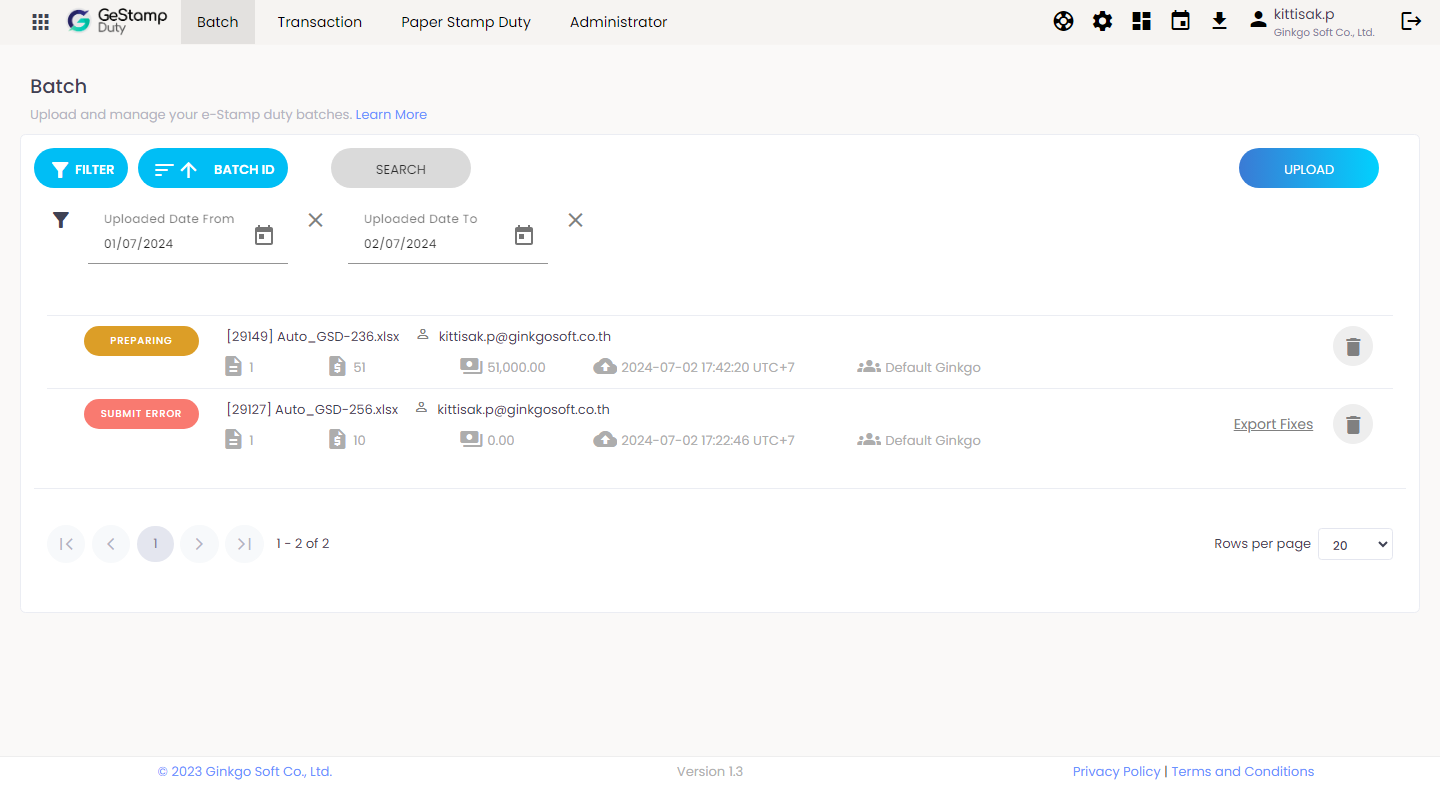 GeStamp Duty Batch Transaction Paper Stamp Duty Administrator kittisak.p
Ginkgo Soft Co., Ltd.
Batch
Upload and manage your e-Stamp duty batches. Learn More
FILTER BATCH ID SEARCH UPLOAD
Uploaded Date From Uploaded Date To
01/07/2024 02/07/2024
PREPARING [29149] Auto_GSD-236.xlsx kittisak.p@ginkgosoft.co.th
1 51 51,000.00 2024-07-02 17:42:20 UTC+7 Default Ginkgo
SUBMIT ERROR [29127] Auto_GSD-256.xlsx kittisak.p@ginkgosoft.co.th
Export Fixes
1 10 0.00 2024-07-02 17:22:46 UTC+7 Default Ginkgo
1 1 - 2 of 2 Rows per page 20
© 2023 Ginkgo Soft Co., Ltd. Version 1.3 Privacy Policy | Terms and Conditions